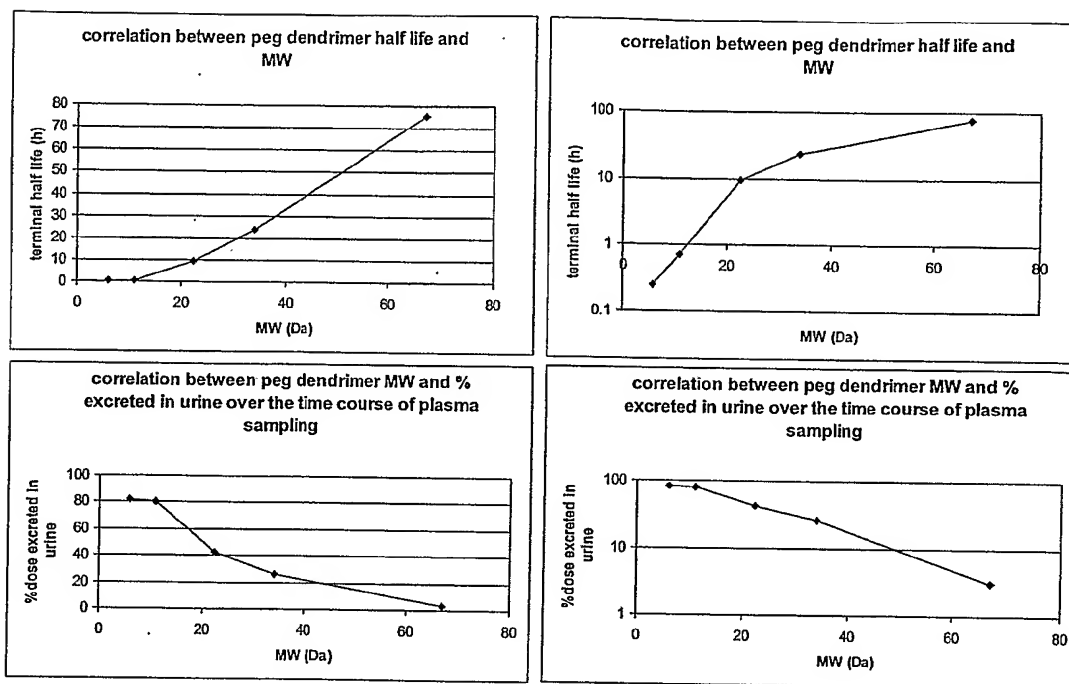 correlation between peg dendrimer half life and
MW
terminal half life (h)
80
70
60
50
40
30
20
10
0
0
20
40
60
80
MW (Da)
correlation between peg dendrimer half life and
MW
terminal half life (h)
100
10
1
0.1
0
20
40
60
80
MW (Da)
correlation between peg dendrimer MW and %
excreted in urine over the time course of plasma
sampling
%dose excreted in
urine
100
80
60
40
20
0
0
20
40
60
80
MW (Da)
correlation between peg dendrimer MW and %
excreted in urine over the time course of plasma
sampling
%dose excreted in
urine
100
10
1
0
20
40
60
80
MW (Da)